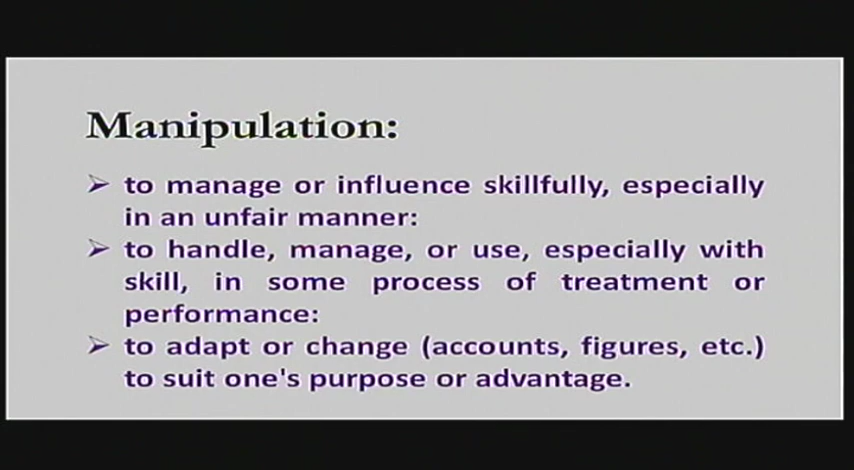 Manipulation:
➢ to manage or influence skillfully, especially
in an unfair manner:
➢ to handle, manage, or use, especially with
skill, in some process of treatment or
performance:
➢ to adapt or change (accounts, figures, etc.)
to suit one's purpose or advantage.